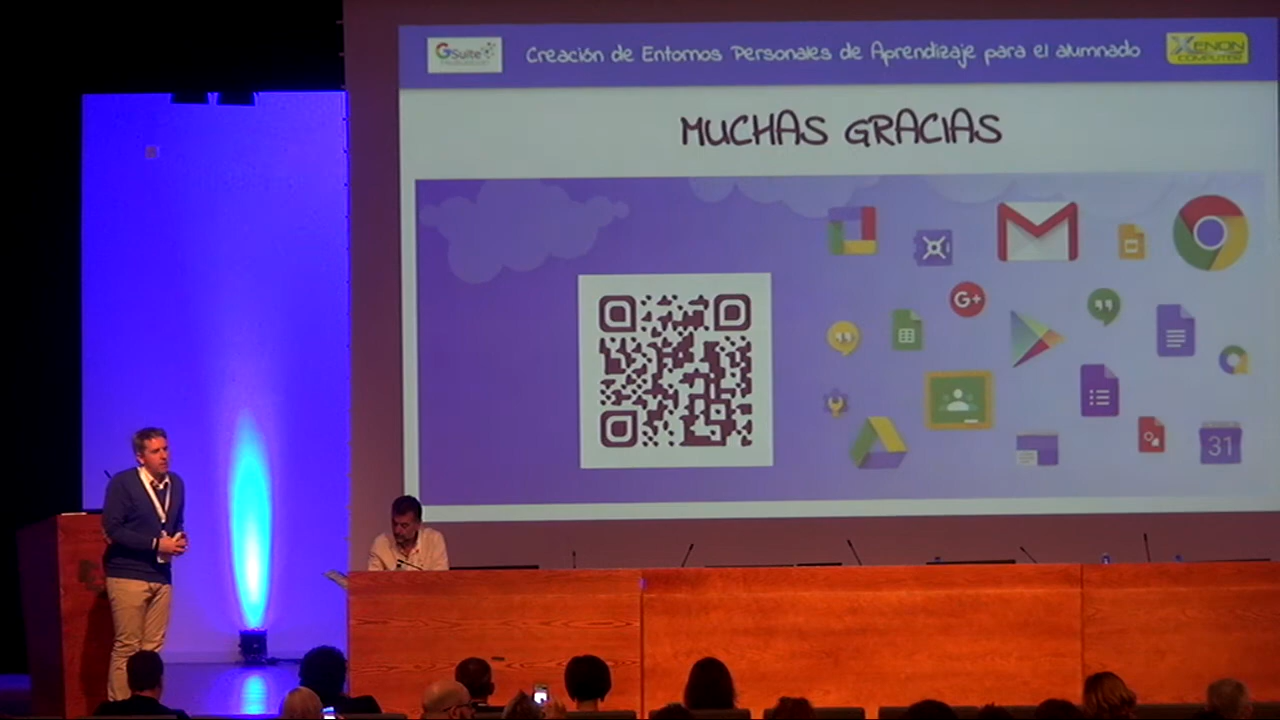 GSuite
Creación de Entornos Personales de Aprendizaje para el alumnado
XENON
COMPUTER
MUCHAS GRACIAS
G+
31